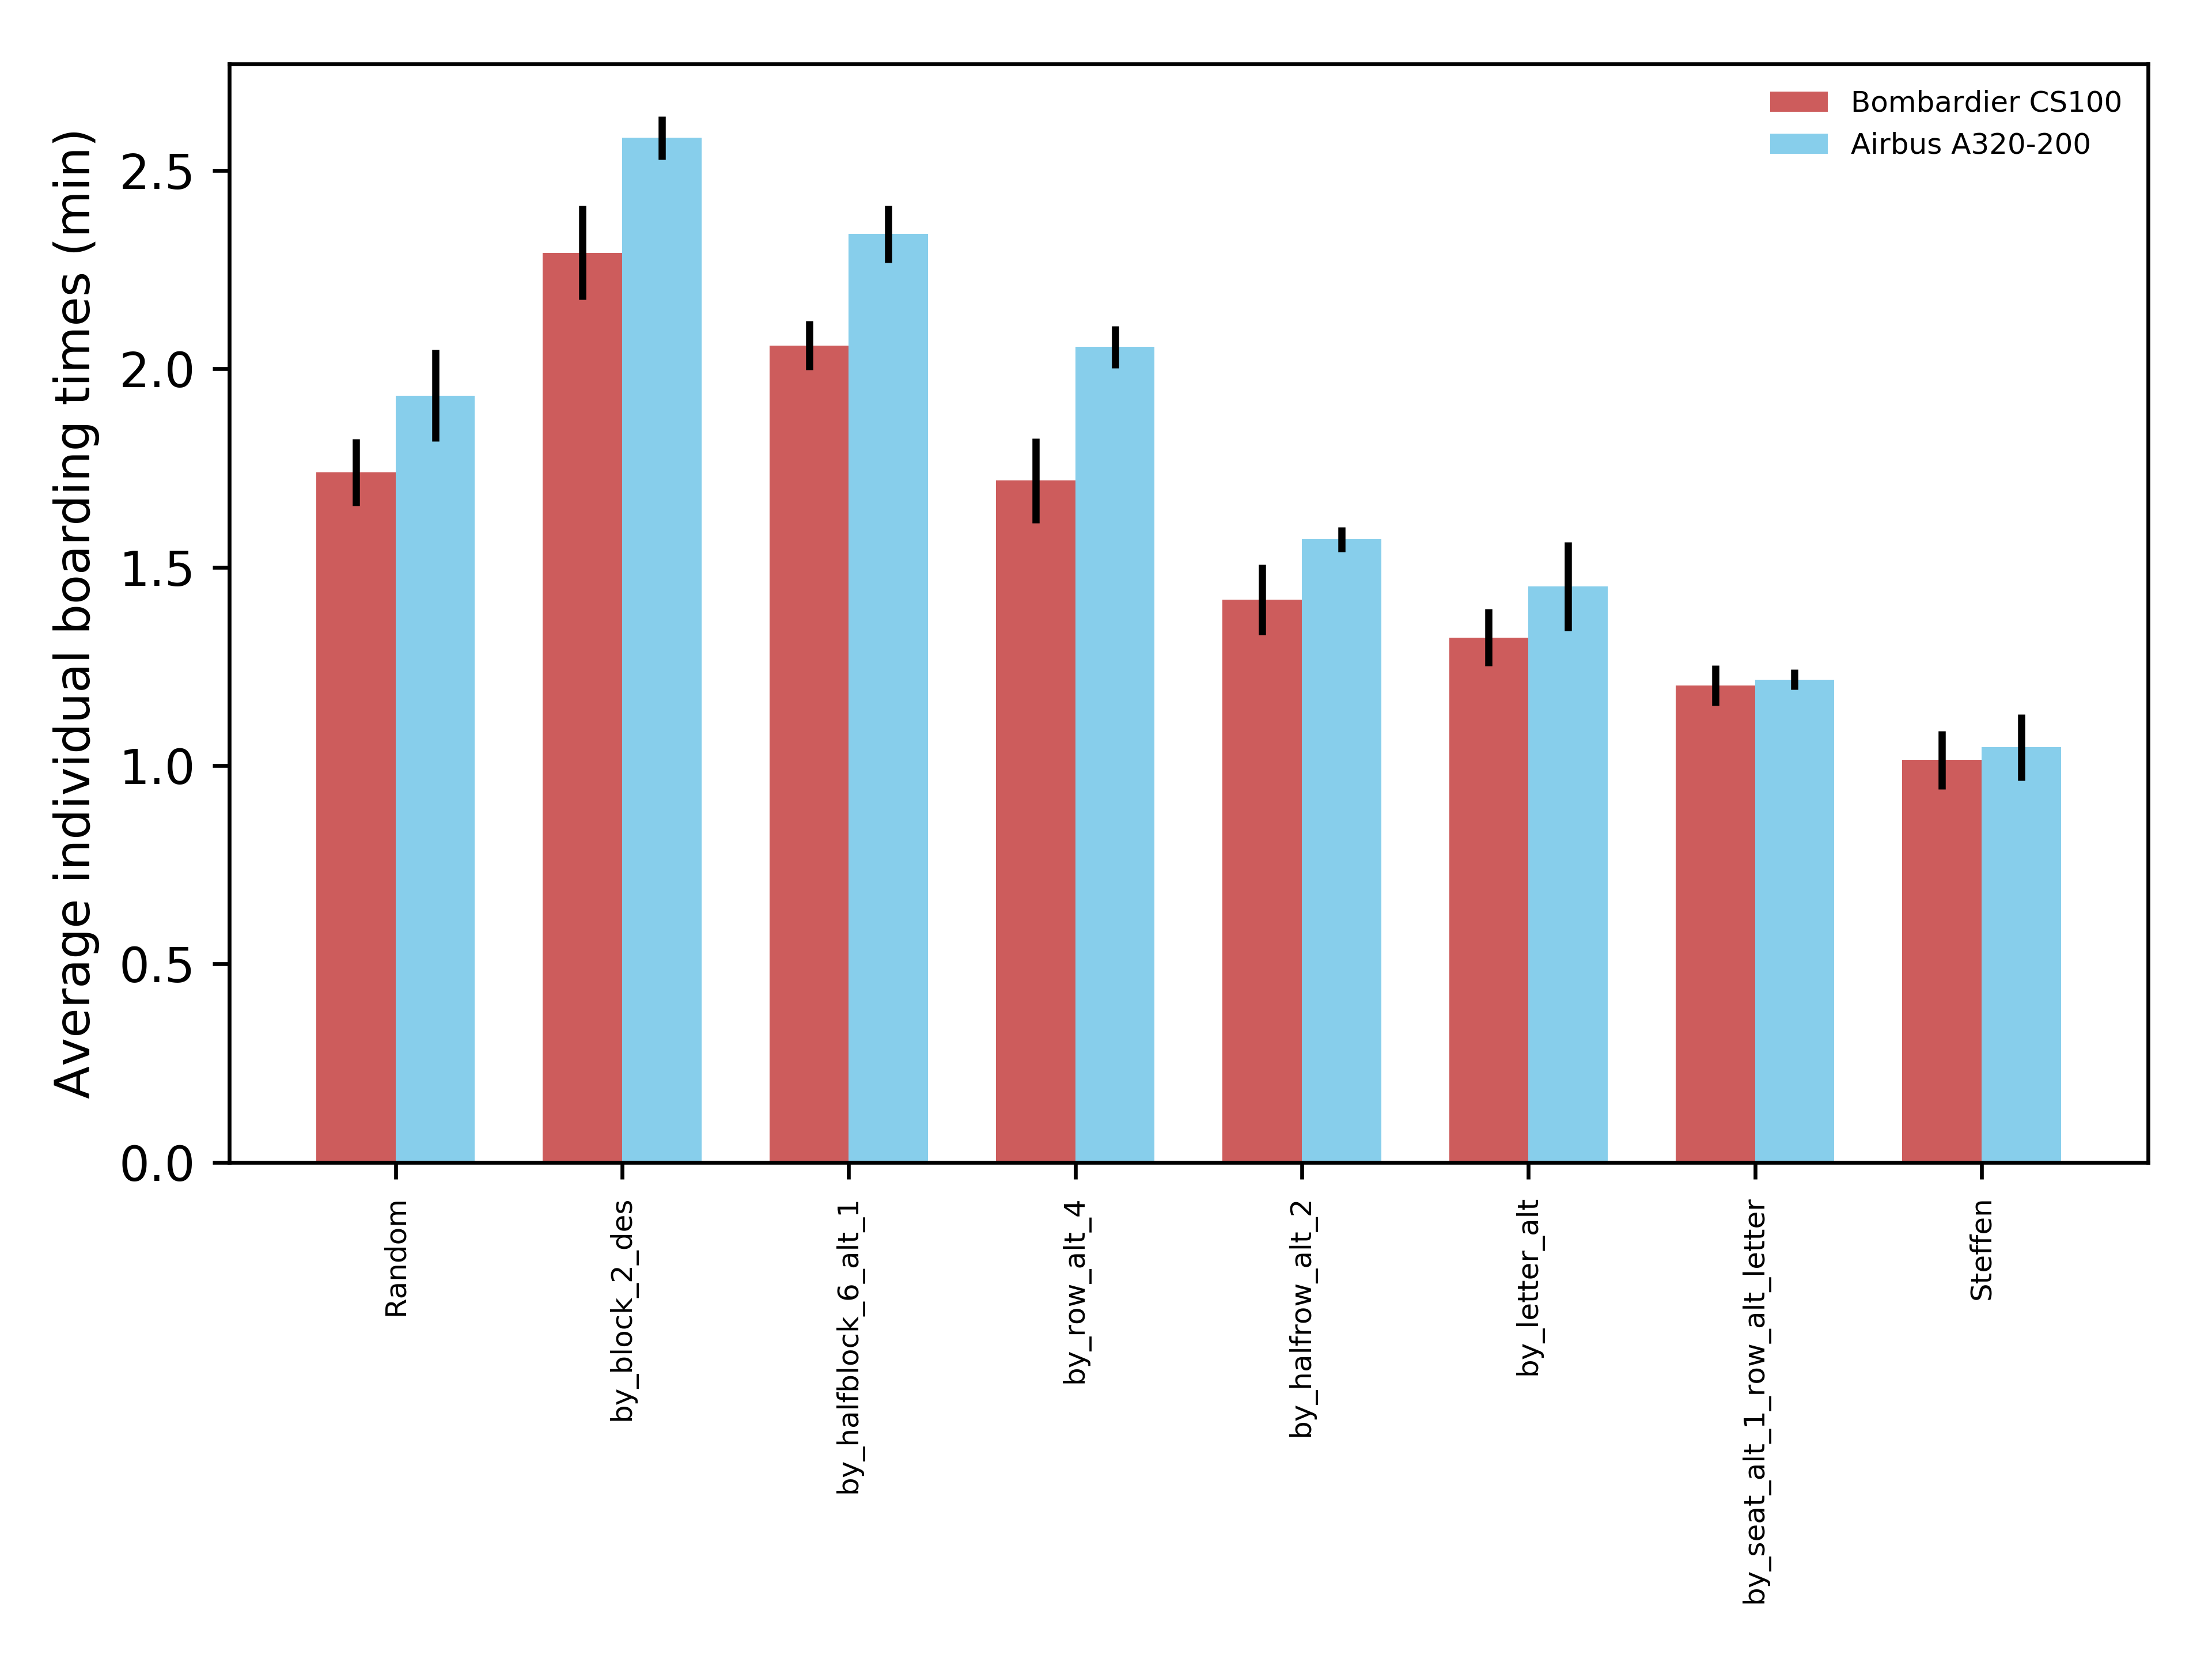 Average individual boarding times (min)
2.5
2.0
1.5
1.0
0.5
0.0
Bombardier CS100
Airbus A320-200
Random
by_block_2_des
by_halfblock_6_alt_1
by_row_alt_4
by_halfrow_alt_2
by_letter_alt
by_seat_alt_1_row_alt_letter
Steffen